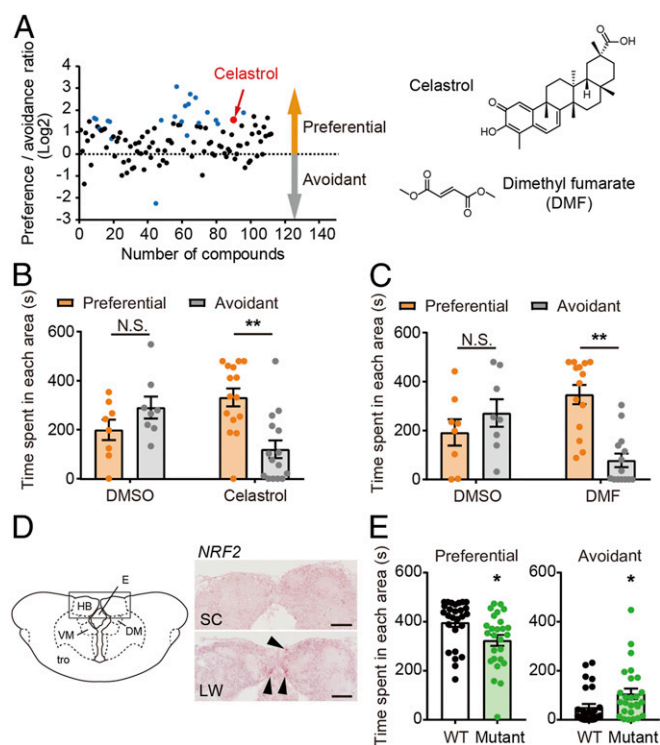 A
Preference / avoidance ratio
(Log2)
4
3
2
1
0
-1
-2
-3
0 20 40 60 80 100 120 140
Number of compounds
Celastrol
Preferential
Avoidant
Celastrol
O
OH
H
O
HO
O
O
O
O
Dimethyl fumarate
(DMF)
B
Preferential Avoidant
Time spent in each area (s)
600
400
200
0
N.S.
**
DMSO Celastrol
C
Preferential Avoidant
Time spent in each area (s)
600
400
200
0
N.S.
**
DMSO DMF
D
E
HB
VM
DM
tro
NRF2
SC
LW
E
Time spent in each area (s)
Preferential
600
400
200
0
*
WT Mutant
Avoidant
600
400
200
0
*
WT Mutant